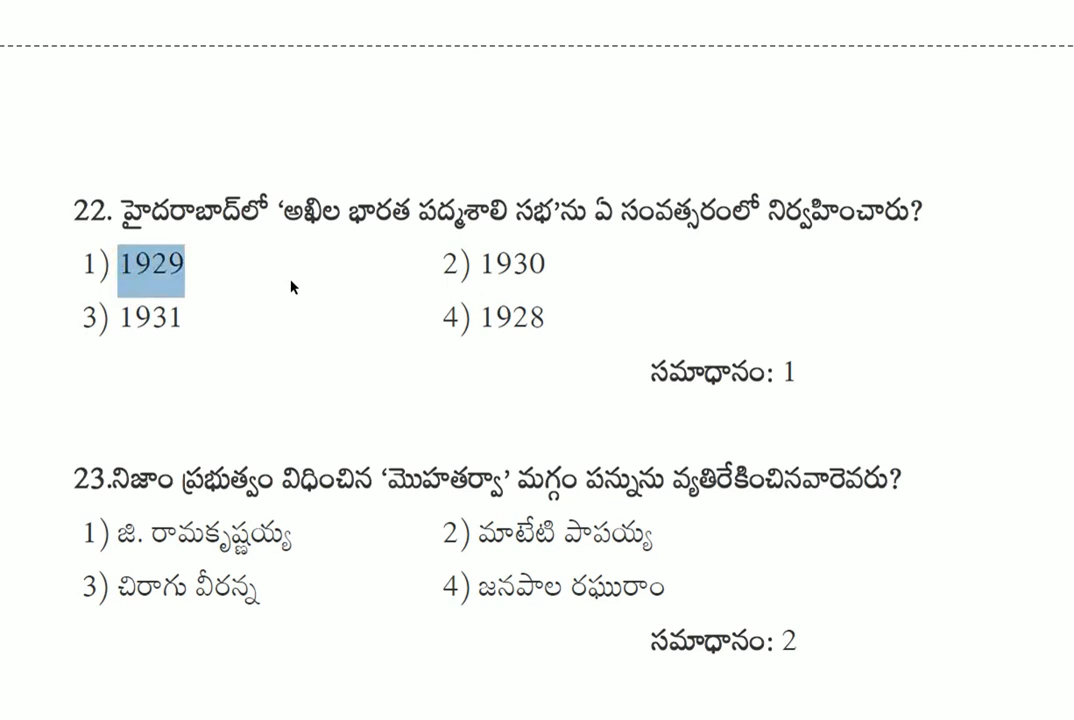 22. హైదరాబాద్‌లో ‘అఖిల భారత పద్మశాలి సభ’ను ఏ సంవత్సరంలో నిర్వహించారు?
1) 1929 2) 1930
3) 1931 4) 1928
సమాధానం: 1
23.నిజాం ప్రభుత్వం విధించిన ‘మొహతర్వా’ మగ్గం పన్నును వ్యతిరేకించినవారెవరు?
1) జి. రామకృష్ణయ్య 2) మాటేటి పాపయ్య
3) చిరాగు వీరన్న 4) జనపాల రఘురాం
సమాధానం: 2